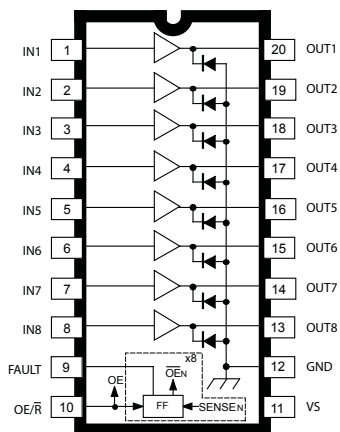 IN1 1 20 OUT1
IN2 2 19 OUT2
IN3 3 18 OUT3
IN4 4 17 OUT4
IN5 5 16 OUT5
IN6 6 15 OUT6
IN7 7 14 OUT7
IN8 8 13 OUT8
x8
FAULT 9 12 GND
OE OEN
OE/R 10 FF SENSEN 11 VS